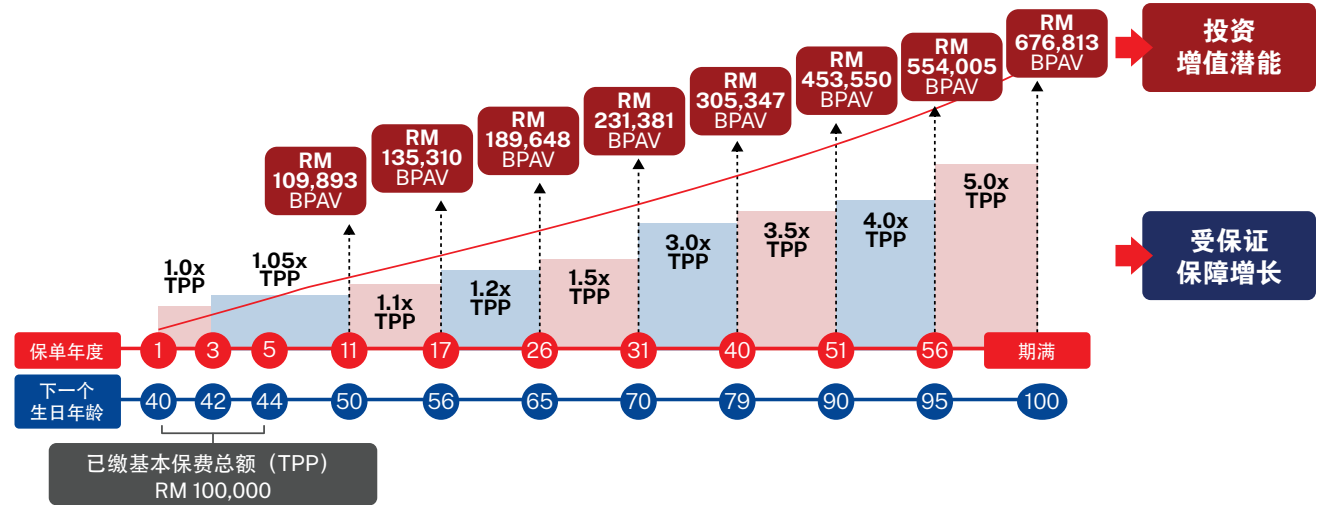 RM
109,893
BPAV
RM
135,310
BPAV
RM
189,648
BPAV
RM
231,381
BPAV
RM
305,347
BPAV
RM
453,550
BPAV
RM
554,005
BPAV
RM
676,813
BPAV
投资
增值潜能
1.0x
TPP
1.05x
TPP
1.1x
TPP
1.2x
TPP
1.5x
TPP
3.0x
TPP
3.5x
TPP
4.0x
TPP
5.0x
TPP
受保证
保障增长
保单年度 1 3 5 11 17 26 31 40 51 56 期满
下一个
生日年龄
40 42 44 50 56 65 70 79 90 95 100
已缴基本保费总额（TPP）
RM 100,000